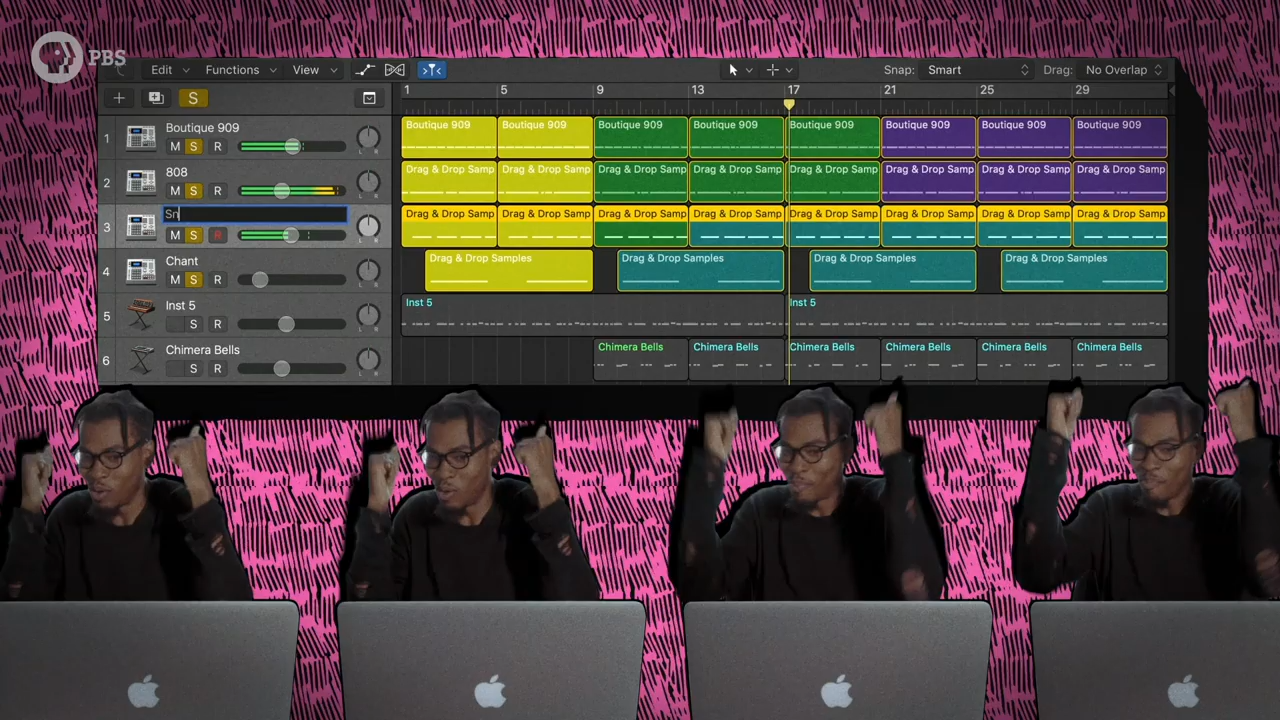 PBS
Edit Functions View Snap: Smart Drag: No Overlap
S
1 5 9 13 17 21 25 29
1 Boutique 909 M S R
Boutique 909 Boutique 909 Boutique 909 Boutique 909 Boutique 909 Boutique 909 Boutique 909 Boutique 909
2 808 M S R
Drag & Drop Samp Drag & Drop Samp Drag & Drop Samp Drag & Drop Samp Drag & Drop Samp Drag & Drop Samp Drag & Drop Samp Drag & Drop Samp
3 Sn M S R
Drag & Drop Samp Drag & Drop Samp Drag & Drop Samp Drag & Drop Samp Drag & Drop Samp Drag & Drop Samp Drag & Drop Samp Drag & Drop Samp
4 Chant M S R
Drag & Drop Samples Drag & Drop Samples Drag & Drop Samples Drag & Drop Samples
5 Inst 5 S R
Inst 5 Inst 5
6 Chimera Bells S R
Chimera Bells Chimera Bells Chimera Bells Chimera Bells Chimera Bells Chimera Bells